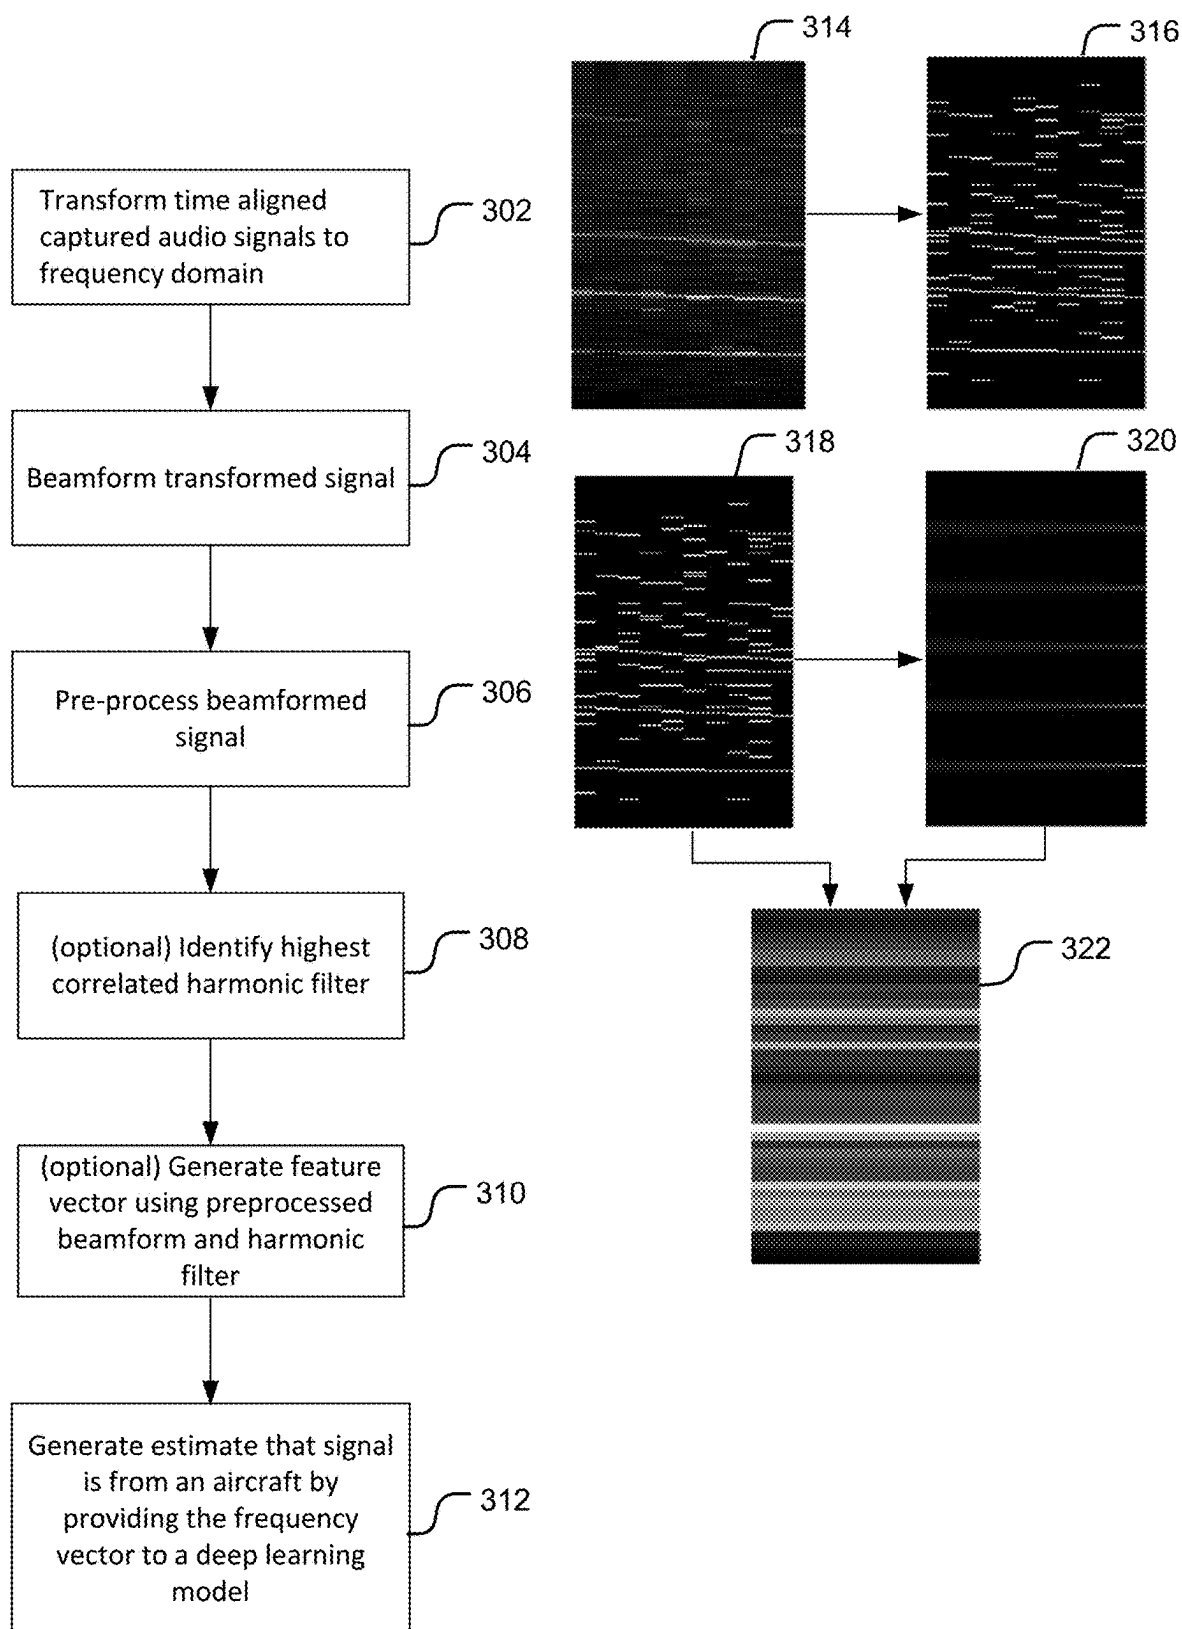 314
316
Transform time aligned
captured audio signals to
frequency domain
302
Beamform transformed signal
304
318
320
Pre-process beamformed
signal
306
(optional) Identify highest
correlated harmonic filter
308
322
(optional) Generate feature
vector using preprocessed
beamform and harmonic
filter
310
Generate estimate that signal
is from an aircraft by
providing the frequency
vector to a deep learning
model
312